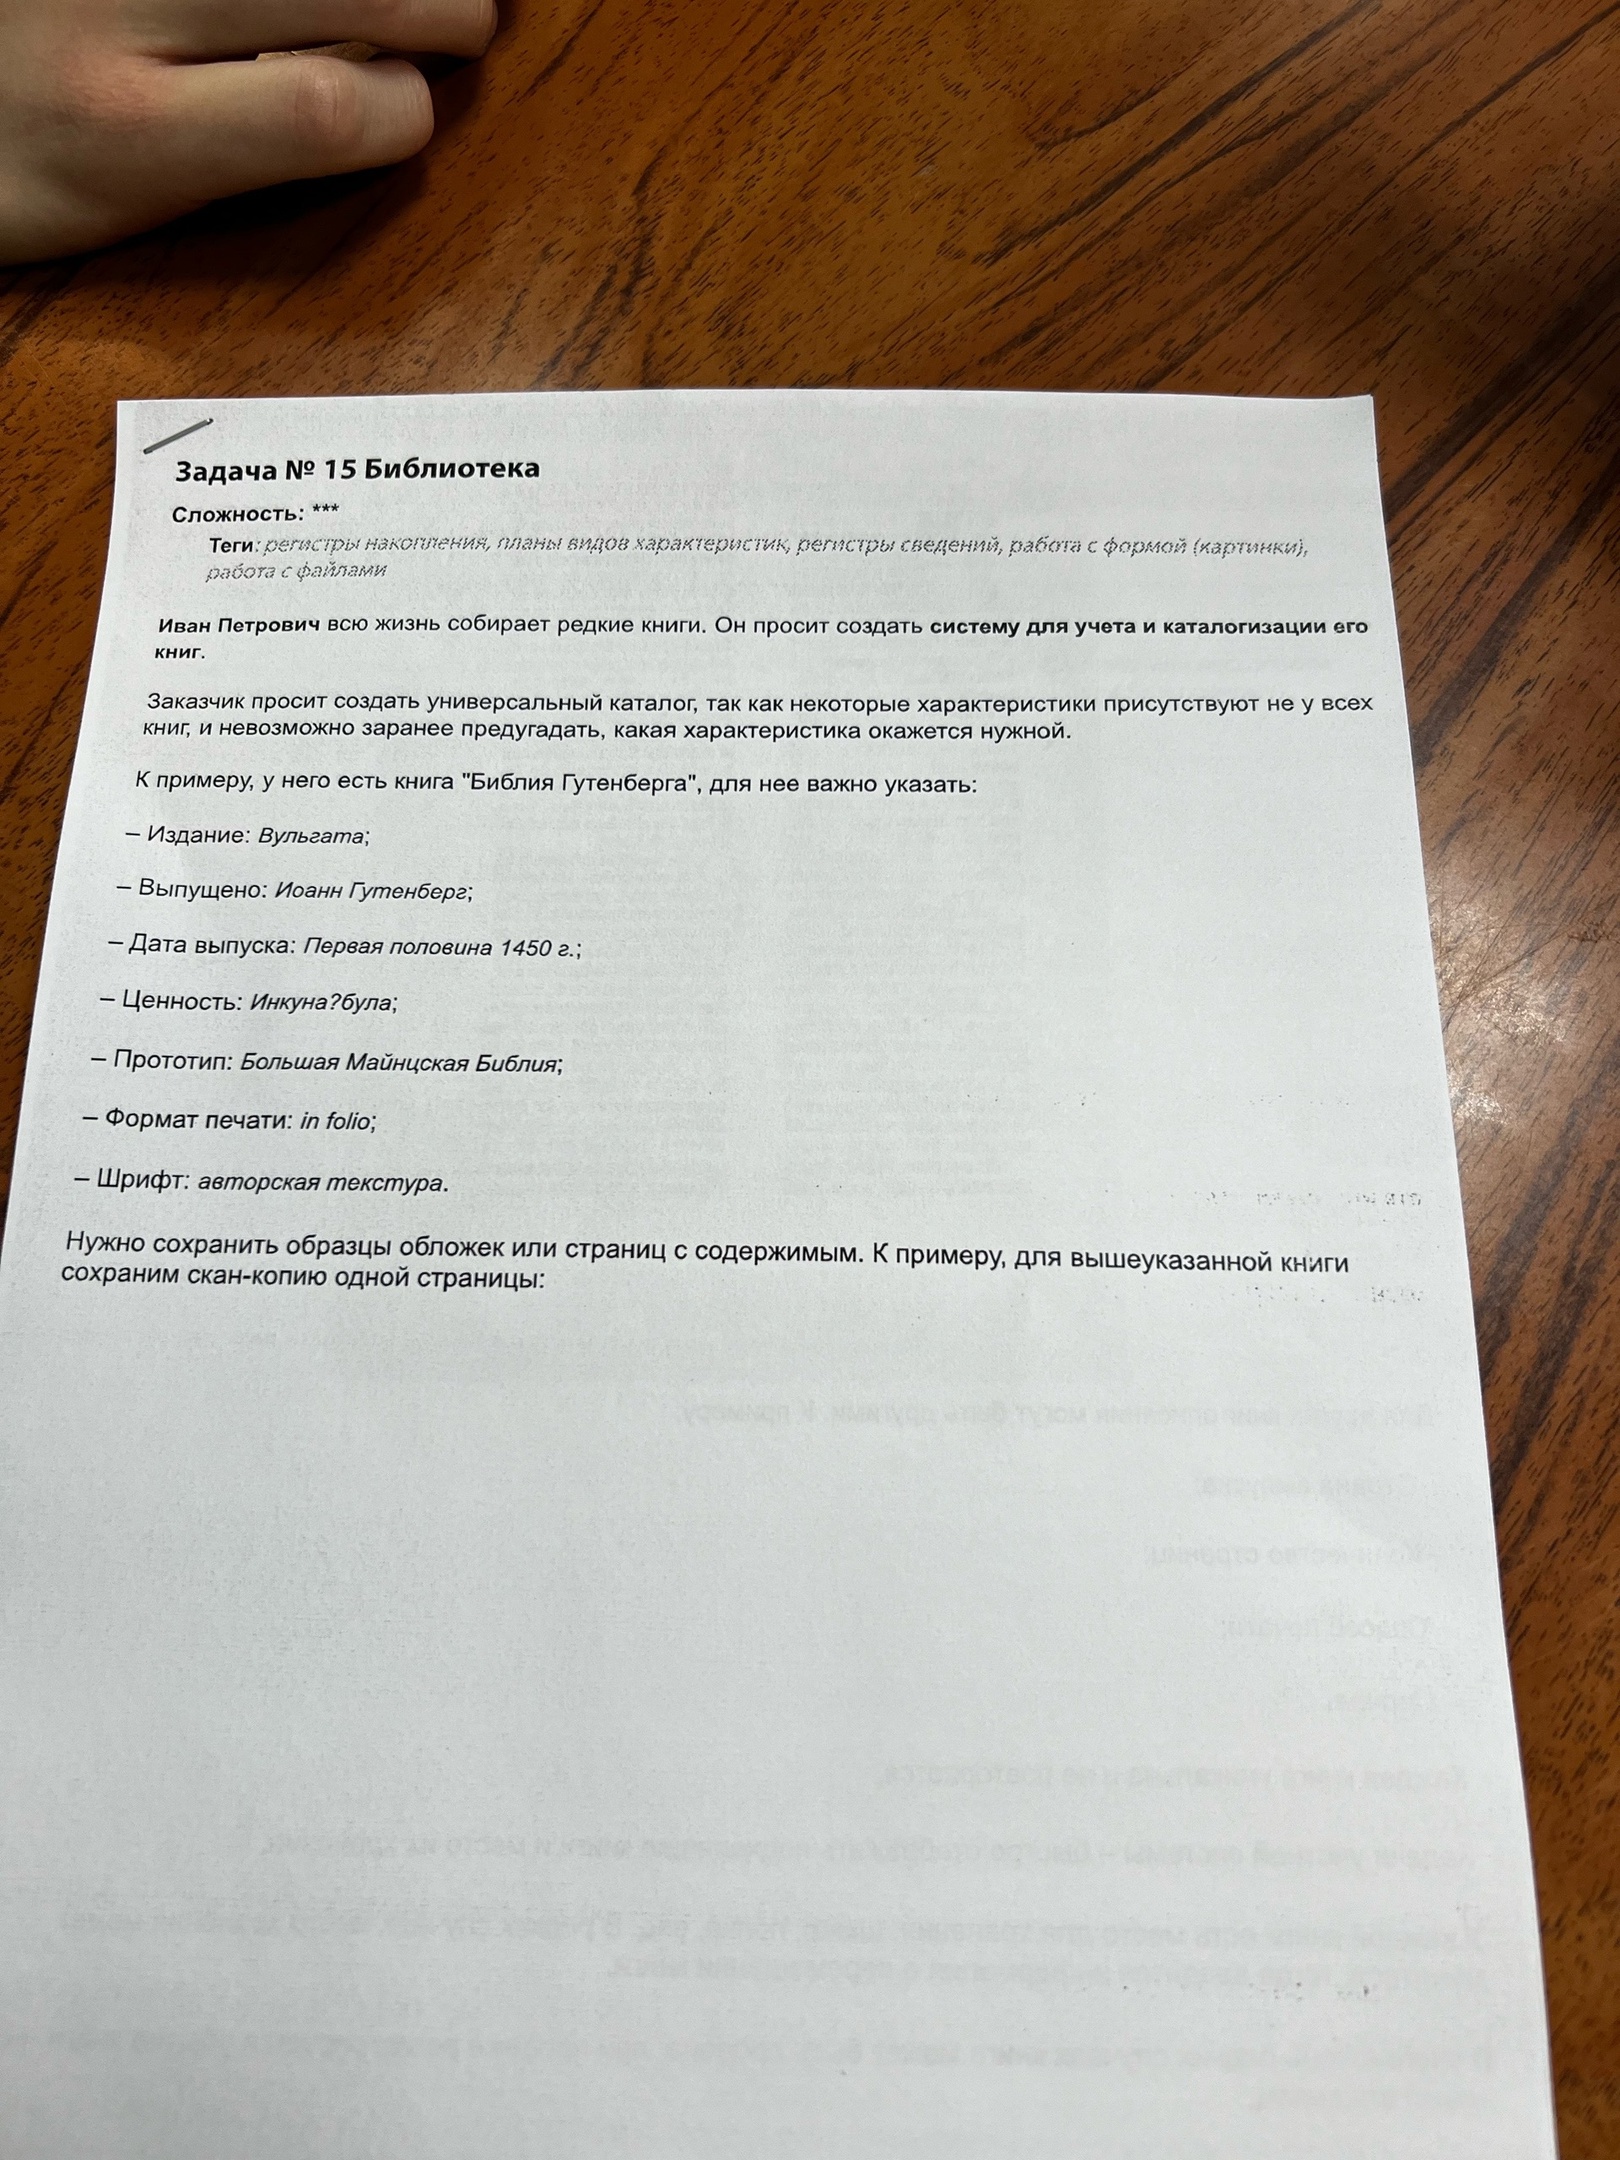 Задача № 15 Библиотека
Сложность: ***
Теги: регистры накопления, планы видов характеристик, регистры сведений, работа с формой (картинки),
работа с файлами
Иван Петрович всю жизнь собирает редкие книги. Он просит создать систему для учета и каталогизации его
книг.
Заказчик просит создать универсальный каталог, так как некоторые характеристики присутствуют не у всех
книг, и невозможно заранее предугадать, какая характеристика окажется нужной.
К примеру, у него есть книга "Библия Гутенберга", для нее важно указать:
– Издание: Вульгата;
– Выпущено: Иоанн Гутенберг;
– Дата выпуска: Первая половина 1450 г.;
– Ценность: Инкуна?була;
– Прототип: Большая Майнцская Библия;
– Формат печати: in folio;
– Шрифт: авторская текстура.
Нужно сохранить образцы обложек или страниц с содержимым. К примеру, для вышеуказанной книги
сохраним скан-копию одной страницы: